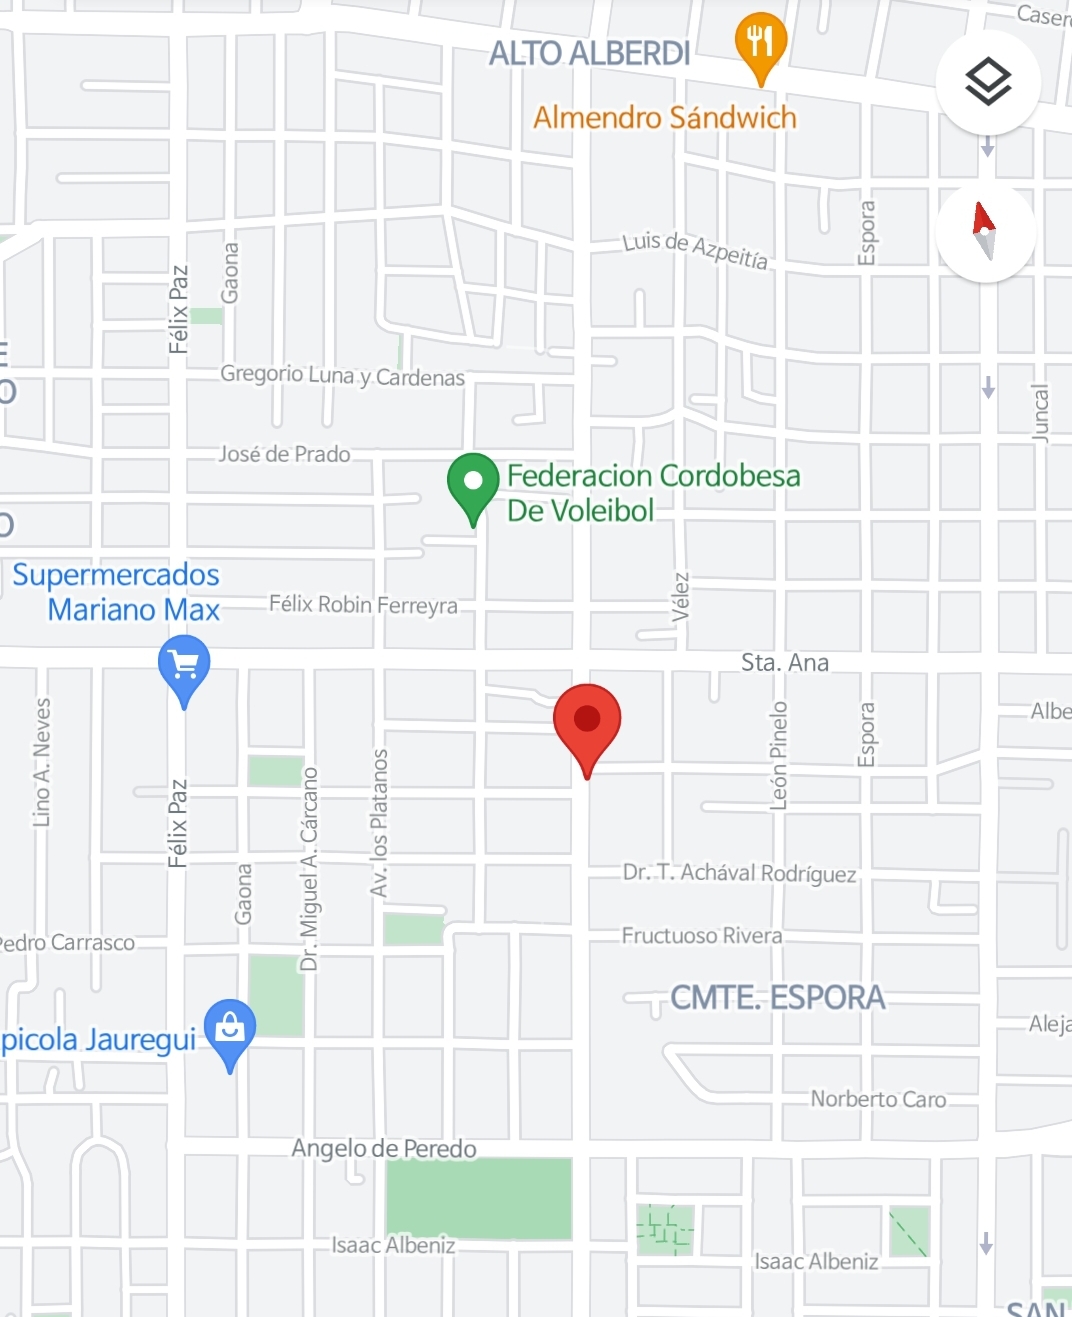 Caser
ALTO ALBERDI
Almendro Sándwich
Espora
Luis de Azpeitía
Gaona
Félix Paz
Gregorio Luna y Cardenas
Juncal
José de Prado
Federacion Cordobesa
De Voleibol
Supermercados
Mariano Max
Vélez
Félix Robin Ferreyra
Sta. Ana
Lino A. Neves
Albe
León Pinelo
Espora
Félix Paz
Dr. Miguel A. Cárcano
Av. los Platanos
Gaona
Dr. T. Achával Rodríguez
Pedro Carrasco
Fructuoso Rivera
CMTE. ESPORA
Aleja
picola Jauregui
Norberto Caro
Angelo de Peredo
Isaac Albeniz
Isaac Albeniz
SAN